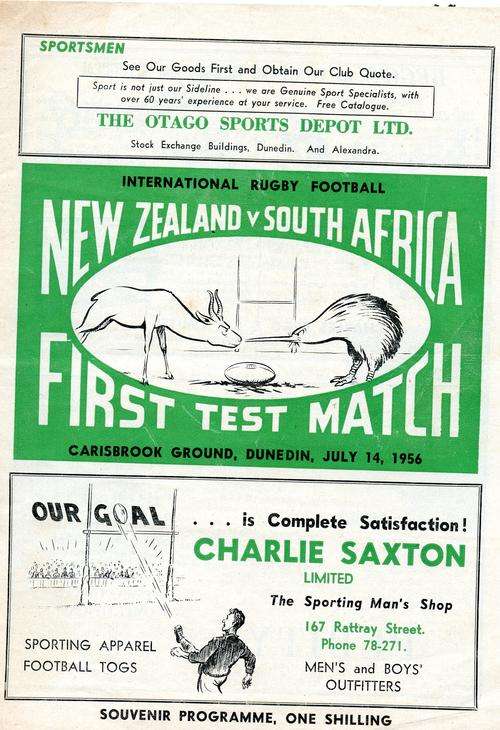 SPORTSMEN
See Our Goods First and Obtain Our Club Quote.
Sport is not just our Sideline . . . we are Genuine Sport Specialists, with
over 60 years' experience at your service. Free Catalogue.
THE OTAGO SPORTS DEPOT LTD.
Stock Exchange Buildings, Dunedin. And Alexandra.
INTERNATIONAL RUGBY FOOTBALL
NEW ZEALAND v SOUTH AFRICA
FIRST TEST MATCH
CARISBROOK GROUND, DUNEDIN, JULY 14, 1956
OUR GOAL . . . is Complete Satisfaction!
CHARLIE SAXTON
LIMITED
The Sporting Man's Shop
167 Rattray Street.
Phone 78-271.
SPORTING APPAREL
FOOTBALL TOGS
MEN'S and BOYS'
OUTFITTERS
SOUVENIR PROGRAMME, ONE SHILLING